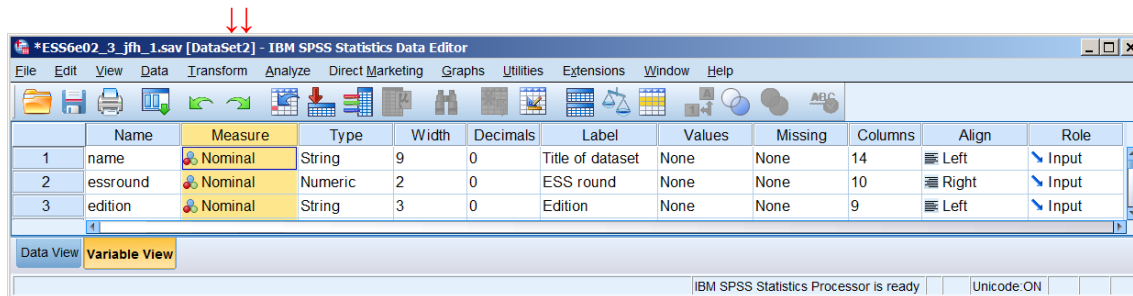 *ESS6e02_3_jfh_1.sav [DataSet2] - IBM SPSS Statistics Data Editor
File Edit View Data Transform Analyze Direct Marketing Graphs Utilities Extensions Window Help
Name Measure Type Width Decimals Label Values Missing Columns Align Role
1 name Nominal String 9 0 Title of dataset None None 14 Left Input
2 essround Nominal Numeric 2 0 ESS round None None 10 Right Input
3 edition Nominal String 3 0 Edition None None 9 Left Input
Data View Variable View
IBM SPSS Statistics Processor is ready Unicode:ON